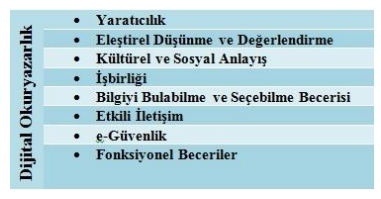 Dijital Okuryazarlık
• Yaratıcılık
• Eleştirel Düşünme ve Değerlendirme
• Kültürel ve Sosyal Anlayış
• İşbirliği
• Bilgiyi Bulabilme ve Seçebilme Becerisi
• Etkili İletişim
• e-Güvenlik
• Fonksiyonel Beceriler